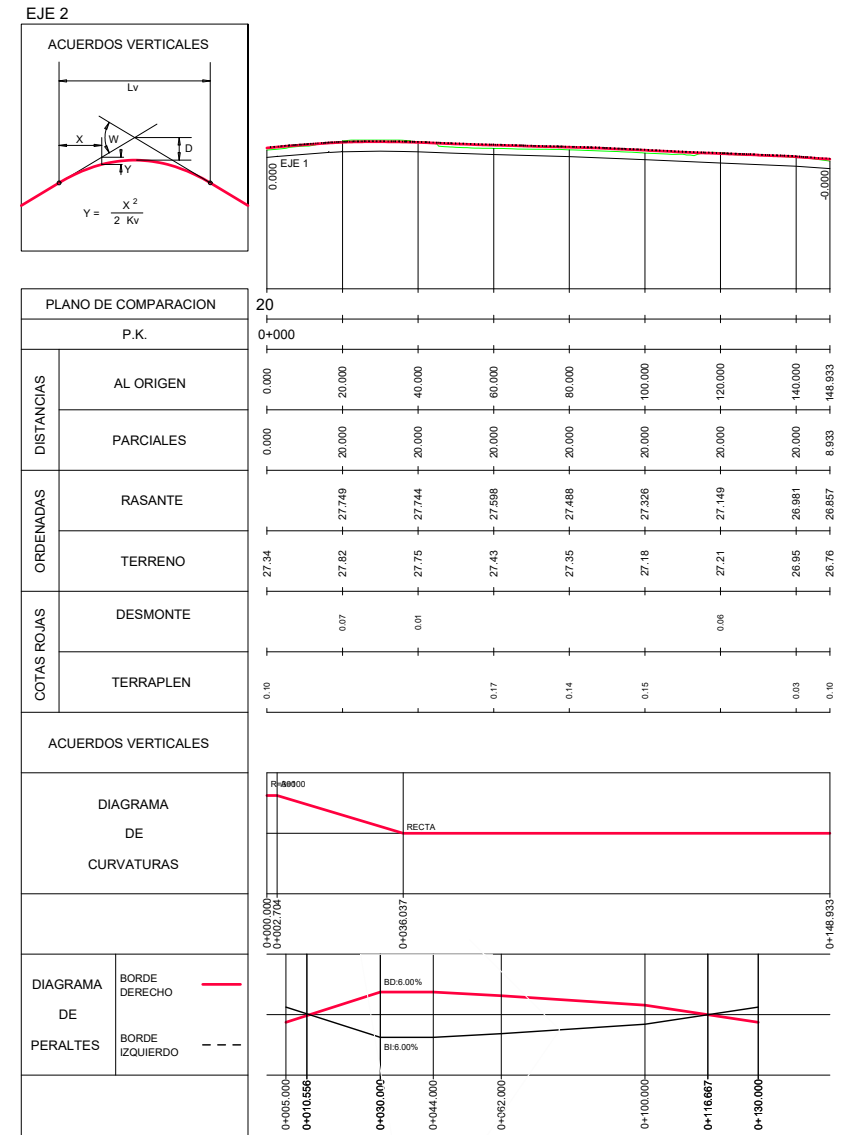 EJE 2
ACUERDOS VERTICALES
Lv
X
W
D
Y
Y = X 2
2 Kv
0.000
EJE 1
-0.000
PLANO DE COMPARACION 20
P.K. 0+000
DISTANCIAS
AL ORIGEN 0.000 20.000 40.000 60.000 80.000 100.000 120.000 140.000 148.933
PARCIALES 0.000 20.000 20.000 20.000 20.000 20.000 20.000 20.000 8.933
ORDENADAS
RASANTE 27.749 27.744 27.598 27.488 27.326 27.149 26.981 26.857
TERRENO 27.34 27.82 27.75 27.43 27.35 27.18 27.21 26.95 26.76
COTAS ROJAS
DESMONTE 0.07 0.01 0.06
TERRAPLEN 0.10 0.17 0.14 0.15 0.03 0.10
ACUERDOS VERTICALES
DIAGRAMA
DE
CURVATURAS
RECTA
0+000.000 0+002.704 0+036.037 0+148.933
DIAGRAMA
DE
PERALTES
BORDE
DERECHO
BORDE
IZQUIERDO
BD:6.00%
BI:6.00%
0+005.000 0+010.556 0+030.000 0+044.000 0+062.000 0+100.000 0+116.667 0+130.000